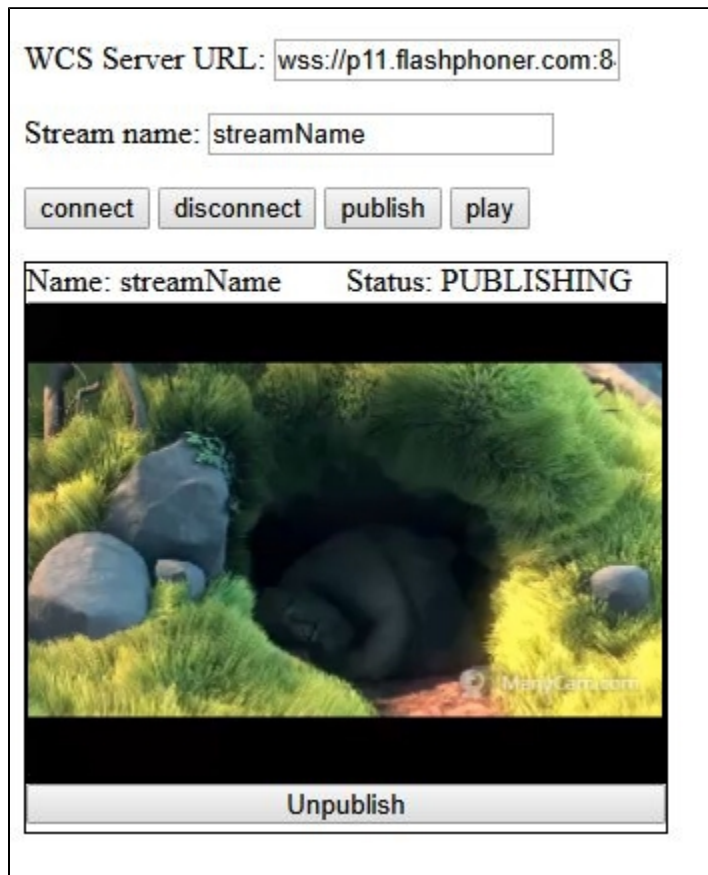 WCS Server URL: wss://p11.flashphoner.com:8
Stream name: streamName
connect disconnect publish play
Name: streamName Status: PUBLISHING
ManyCam.com
Unpublish